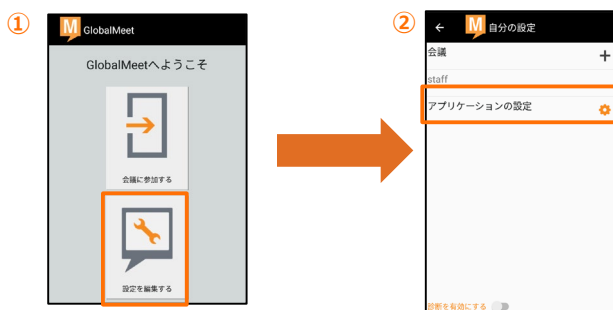 ①
GlobalMeet
GlobalMeetへようこそ
会議に参加する
設定を編集する
②
自分の設定
会議
staff
アプリケーションの設定
診断を有効にする